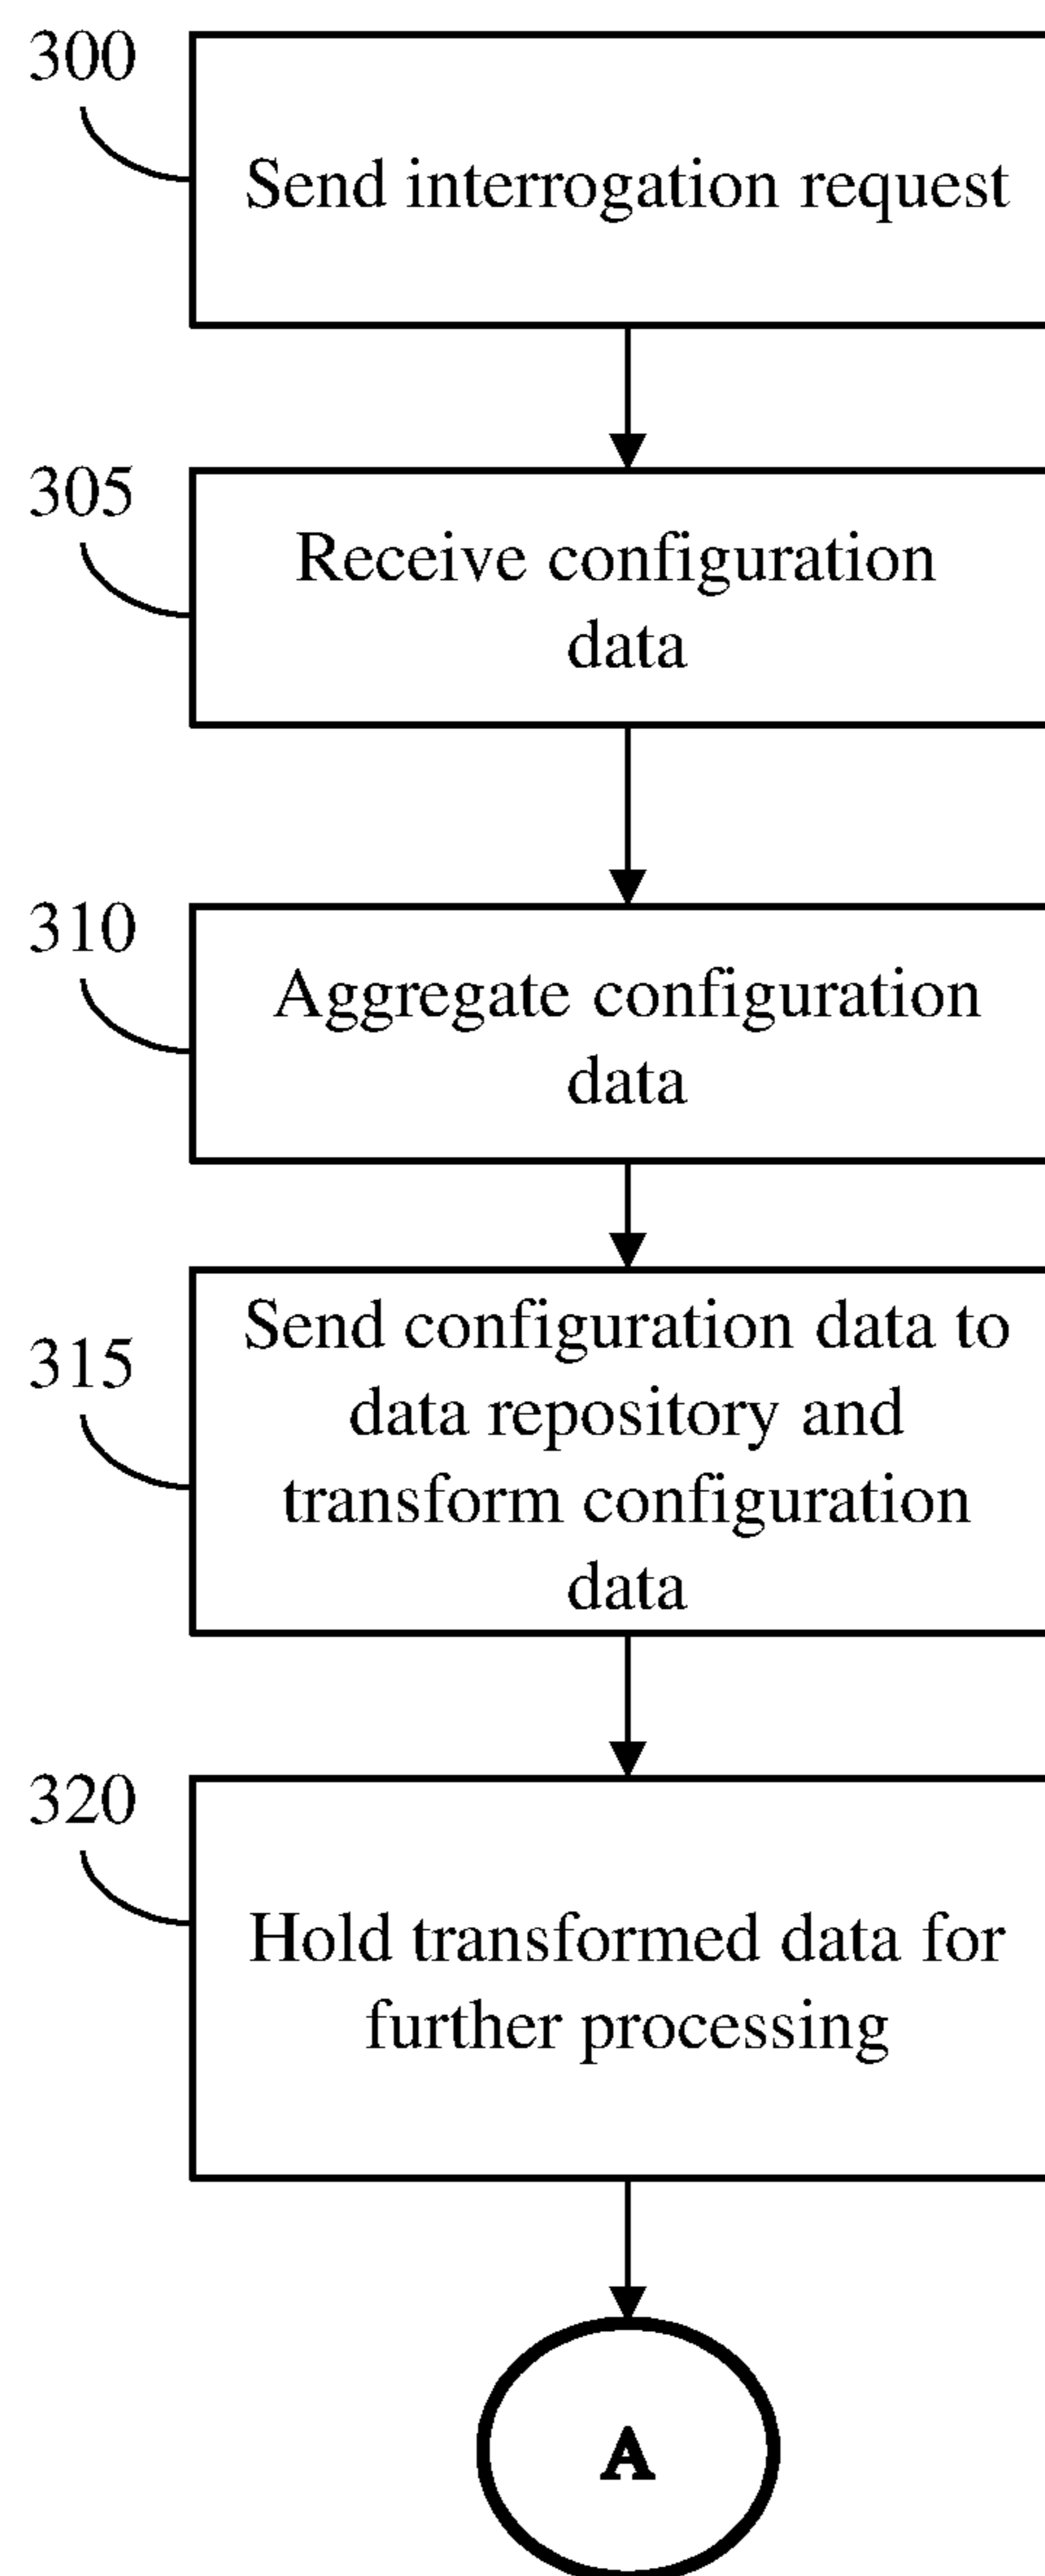 300
Send interrogation request
305
Receive configuration
data
310
Aggregate configuration
data
315
Send configuration data to
data repository and
transform configuration
data
320
Hold transformed data for
further processing
A